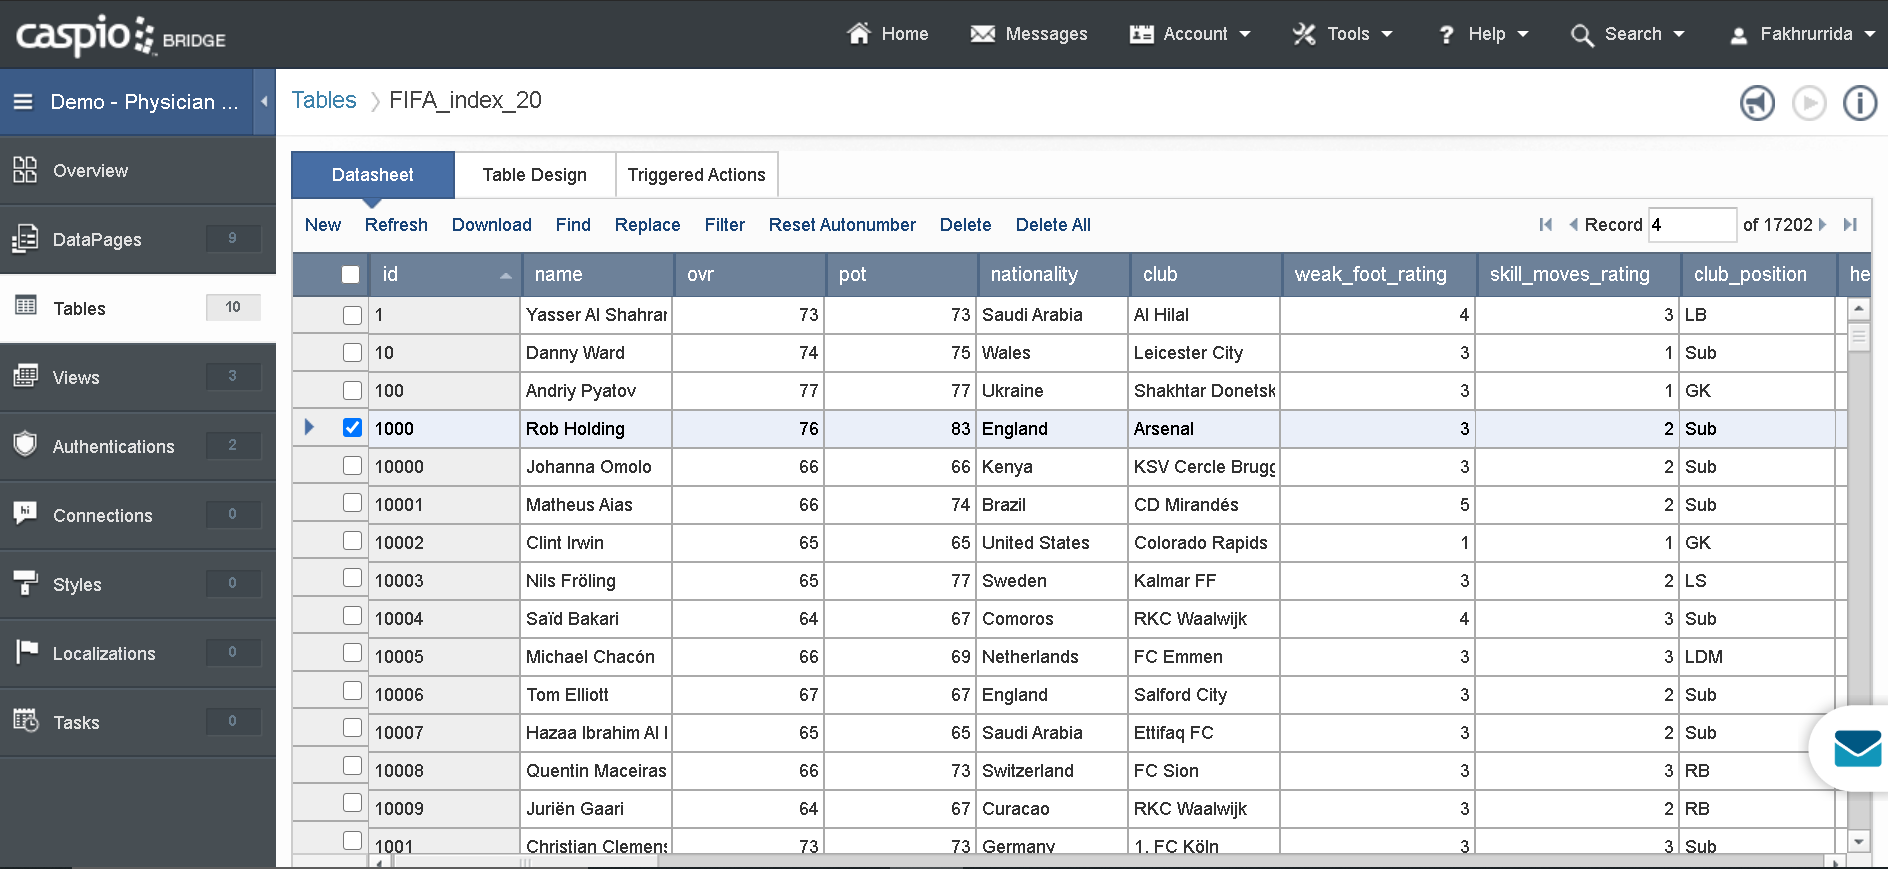 caspio BRIDGE
Home Messages Account Tools Help Search Fakhrurrida
Demo - Physician ...
Overview
DataPages 9
Tables 10
Views 3
Authentications 2
Connections 0
Styles 0
Localizations 0
Tasks 0
Tables FIFA_index_20
Datasheet Table Design Triggered Actions
New Refresh Download Find Replace Filter Reset Autonumber Delete Delete All Record 4 of 17202
id name ovr pot nationality club weak_foot_rating skill_moves_rating club_position he
1 Yasser Al Shahrar 73 73 Saudi Arabia Al Hilal 4 3 LB
10 Danny Ward 74 75 Wales Leicester City 3 1 Sub
100 Andriy Pyatov 77 77 Ukraine Shakhtar Donetsk 3 1 GK
1000 Rob Holding 76 83 England Arsenal 3 2 Sub
10000 Johanna Omolo 66 66 Kenya KSV Cercle Brugg 3 2 Sub
10001 Matheus Aias 66 74 Brazil CD Mirandés 5 2 Sub
10002 Clint Irwin 65 65 United States Colorado Rapids 1 1 GK
10003 Nils Fröling 65 77 Sweden Kalmar FF 3 2 LS
10004 Saïd Bakari 64 67 Comoros RKC Waalwijk 4 3 Sub
10005 Michael Chacón 66 69 Netherlands FC Emmen 3 3 LDM
10006 Tom Elliott 67 67 England Salford City 3 2 Sub
10007 Hazaa Ibrahim Al 65 65 Saudi Arabia Ettifaq FC 3 2 Sub
10008 Quentin Maceiras 66 73 Switzerland FC Sion 3 3 RB
10009 Juriën Gaari 64 67 Curacao RKC Waalwijk 3 2 RB
1001 Christian Clemens 73 73 Germany 1. FC Köln 3 3 Sub